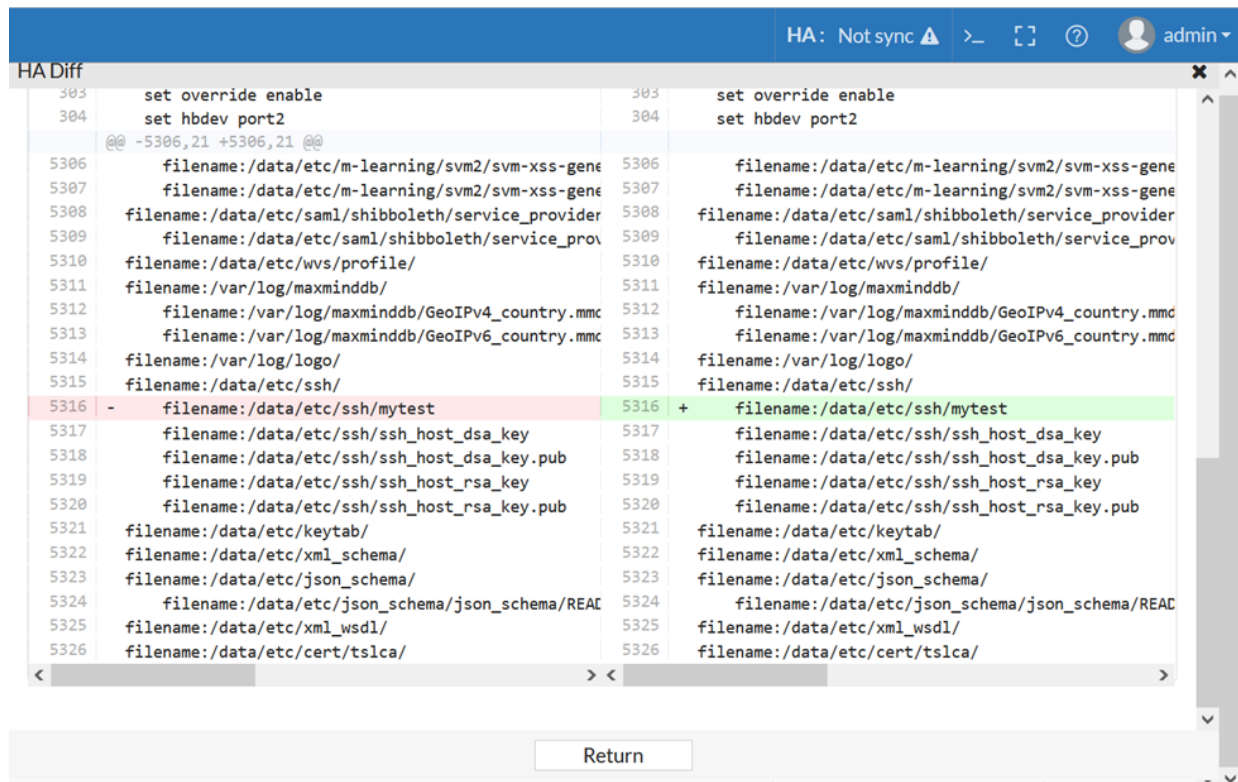 HA: Not sync >_ admin
HA Diff
303 set override enable 303 set override enable
304 set hbdev port2 304 set hbdev port2
@@ -5306,21 +5306,21 @@
5306 filename:/data/etc/m-learning/svm2/svm-xss-gene 5306 filename:/data/etc/m-learning/svm2/svm-xss-gene
5307 filename:/data/etc/m-learning/svm2/svm-xss-gene 5307 filename:/data/etc/m-learning/svm2/svm-xss-gene
5308 filename:/data/etc/saml/shibboleth/service_provider 5308 filename:/data/etc/saml/shibboleth/service_provider
5309 filename:/data/etc/saml/shibboleth/service_prov 5309 filename:/data/etc/saml/shibboleth/service_prov
5310 filename:/data/etc/wvs/profile/ 5310 filename:/data/etc/wvs/profile/
5311 filename:/var/log/maxminddb/ 5311 filename:/var/log/maxminddb/
5312 filename:/var/log/maxminddb/GeoIPv4_country.mmd 5312 filename:/var/log/maxminddb/GeoIPv4_country.mmd
5313 filename:/var/log/maxminddb/GeoIPv6_country.mmd 5313 filename:/var/log/maxminddb/GeoIPv6_country.mmd
5314 filename:/var/log/logo/ 5314 filename:/var/log/logo/
5315 filename:/data/etc/ssh/ 5315 filename:/data/etc/ssh/
5316 - filename:/data/etc/ssh/mytest 5316 + filename:/data/etc/ssh/mytest
5317 filename:/data/etc/ssh/ssh_host_dsa_key 5317 filename:/data/etc/ssh/ssh_host_dsa_key
5318 filename:/data/etc/ssh/ssh_host_dsa_key.pub 5318 filename:/data/etc/ssh/ssh_host_dsa_key.pub
5319 filename:/data/etc/ssh/ssh_host_rsa_key 5319 filename:/data/etc/ssh/ssh_host_rsa_key
5320 filename:/data/etc/ssh/ssh_host_rsa_key.pub 5320 filename:/data/etc/ssh/ssh_host_rsa_key.pub
5321 filename:/data/etc/keytab/ 5321 filename:/data/etc/keytab/
5322 filename:/data/etc/xml_schema/ 5322 filename:/data/etc/xml_schema/
5323 filename:/data/etc/json_schema/ 5323 filename:/data/etc/json_schema/
5324 filename:/data/etc/json_schema/json_schema/READ 5324 filename:/data/etc/json_schema/json_schema/READ
5325 filename:/data/etc/xml_wsdl/ 5325 filename:/data/etc/xml_wsdl/
5326 filename:/data/etc/cert/tslca/ 5326 filename:/data/etc/cert/tslca/
Return